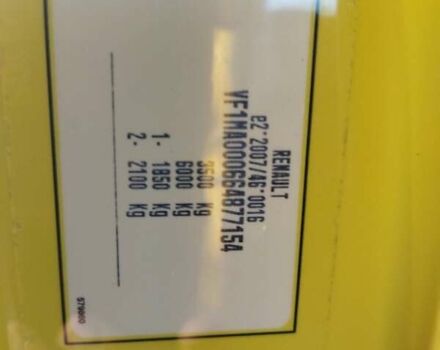 RENAULT
e2*2007/46*0016
VF1MA000664877154
3500 Kg
6000 Kg
1- 1850 Kg
2- 2100 Kg